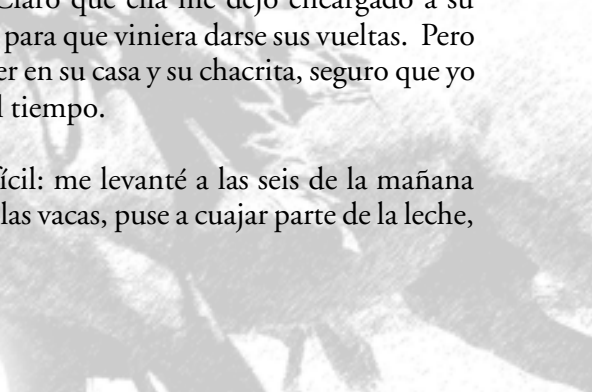 Claro que ella me dejó encargado a su
para que viniera darse sus vueltas. Pero
en su casa y su chacrita, seguro que yo
tiempo.
me levanté a las seis de la mañana
las vacas, puse a cuajar parte de la leche,